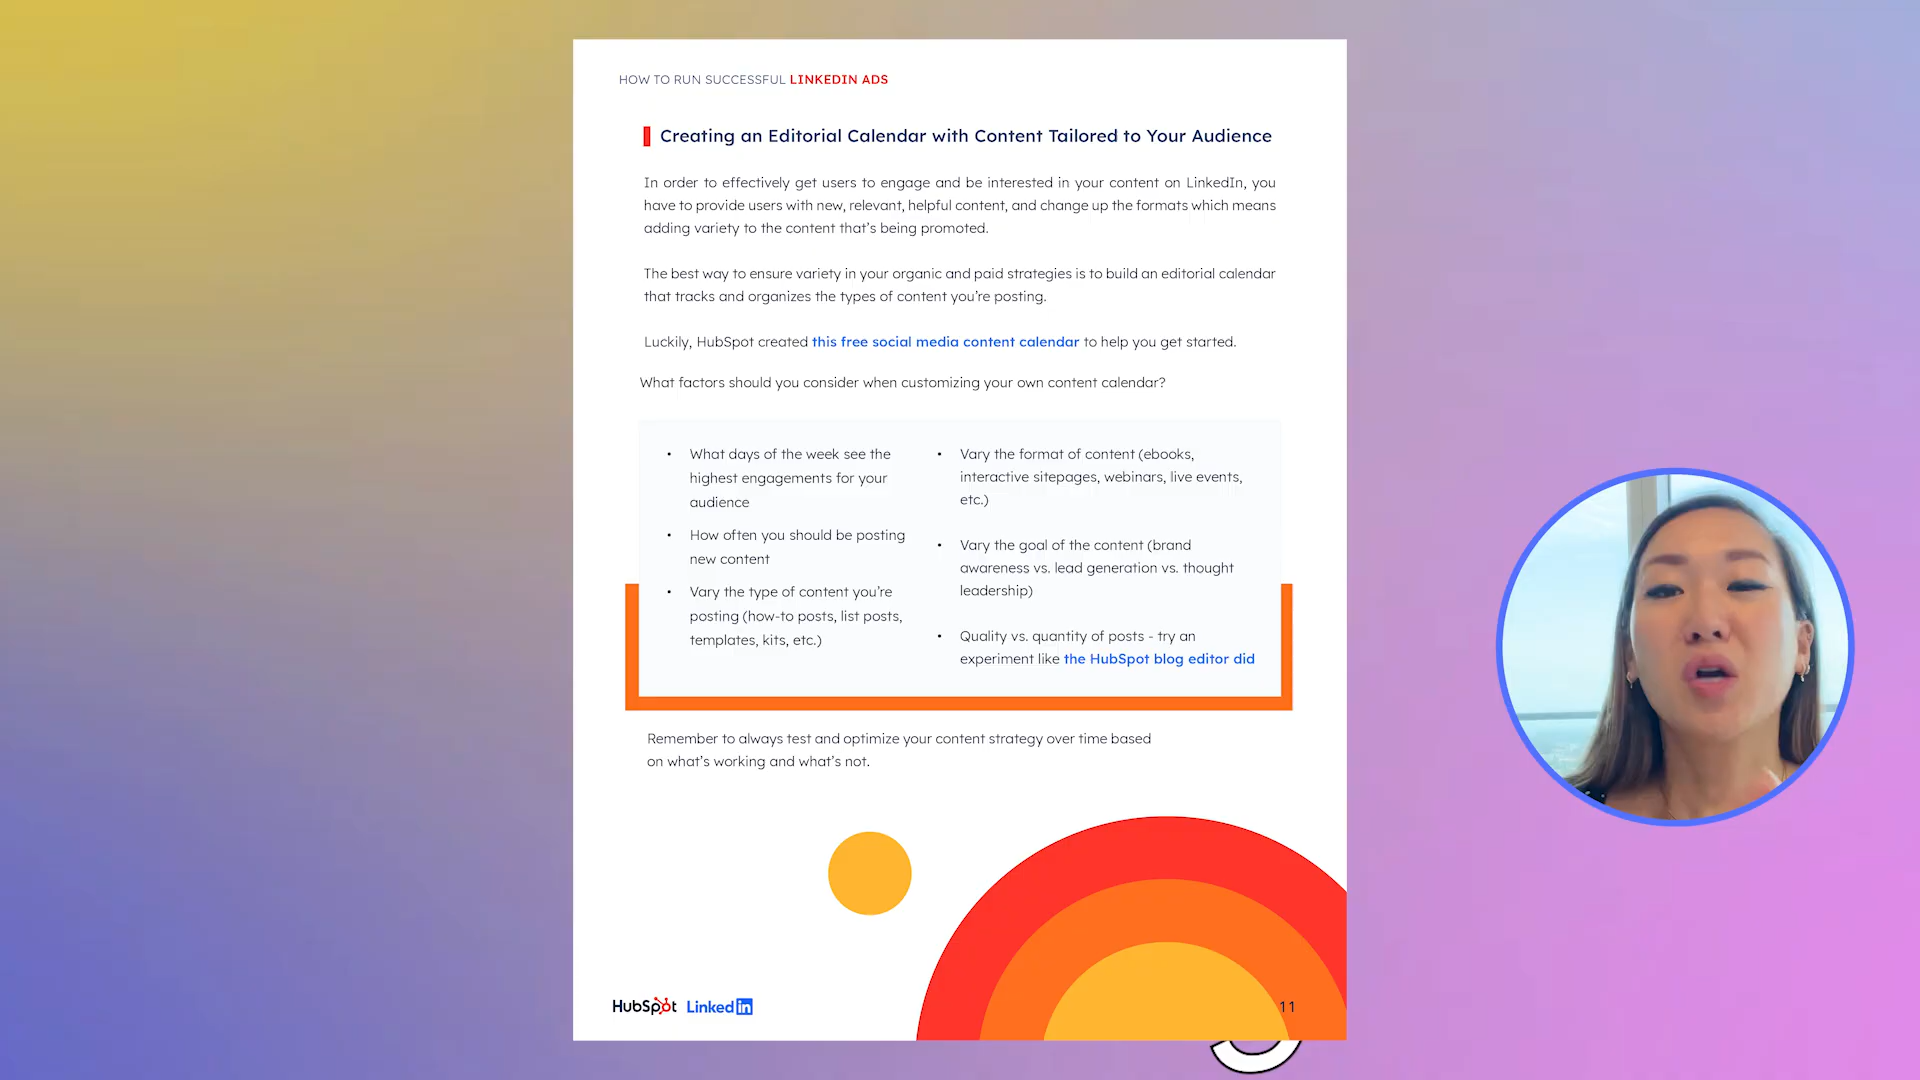 HOW TO RUN SUCCESSFUL LINKEDIN ADS
Creating an Editorial Calendar with Content Tailored to Your Audience
In order to effectively get users to engage and be interested in your content on LinkedIn, you
have to provide users with new, relevant, helpful content, and change up the formats which means
adding variety to the content that's being promoted.
The best way to ensure variety in your organic and paid strategies is to build an editorial calendar
that tracks and organizes the types of content you're posting.
Luckily, HubSpot created this free social media content calendar to help you get started.
What factors should you consider when customizing your own content calendar?
• What days of the week see the
highest engagements for your
audience
• How often you should be posting
new content
• Vary the type of content you're
posting (how-to posts, list posts,
templates, kits, etc.)
• Vary the format of content (ebooks,
interactive sitepages, webinars, live events,
etc.)
• Vary the goal of the content (brand
awareness vs. lead generation vs. thought
leadership)
• Quality vs. quantity of posts - try an
experiment like the HubSpot blog editor did
Remember to always test and optimize your content strategy over time based
on what's working and what's not.
HubSpot LinkedIn
11